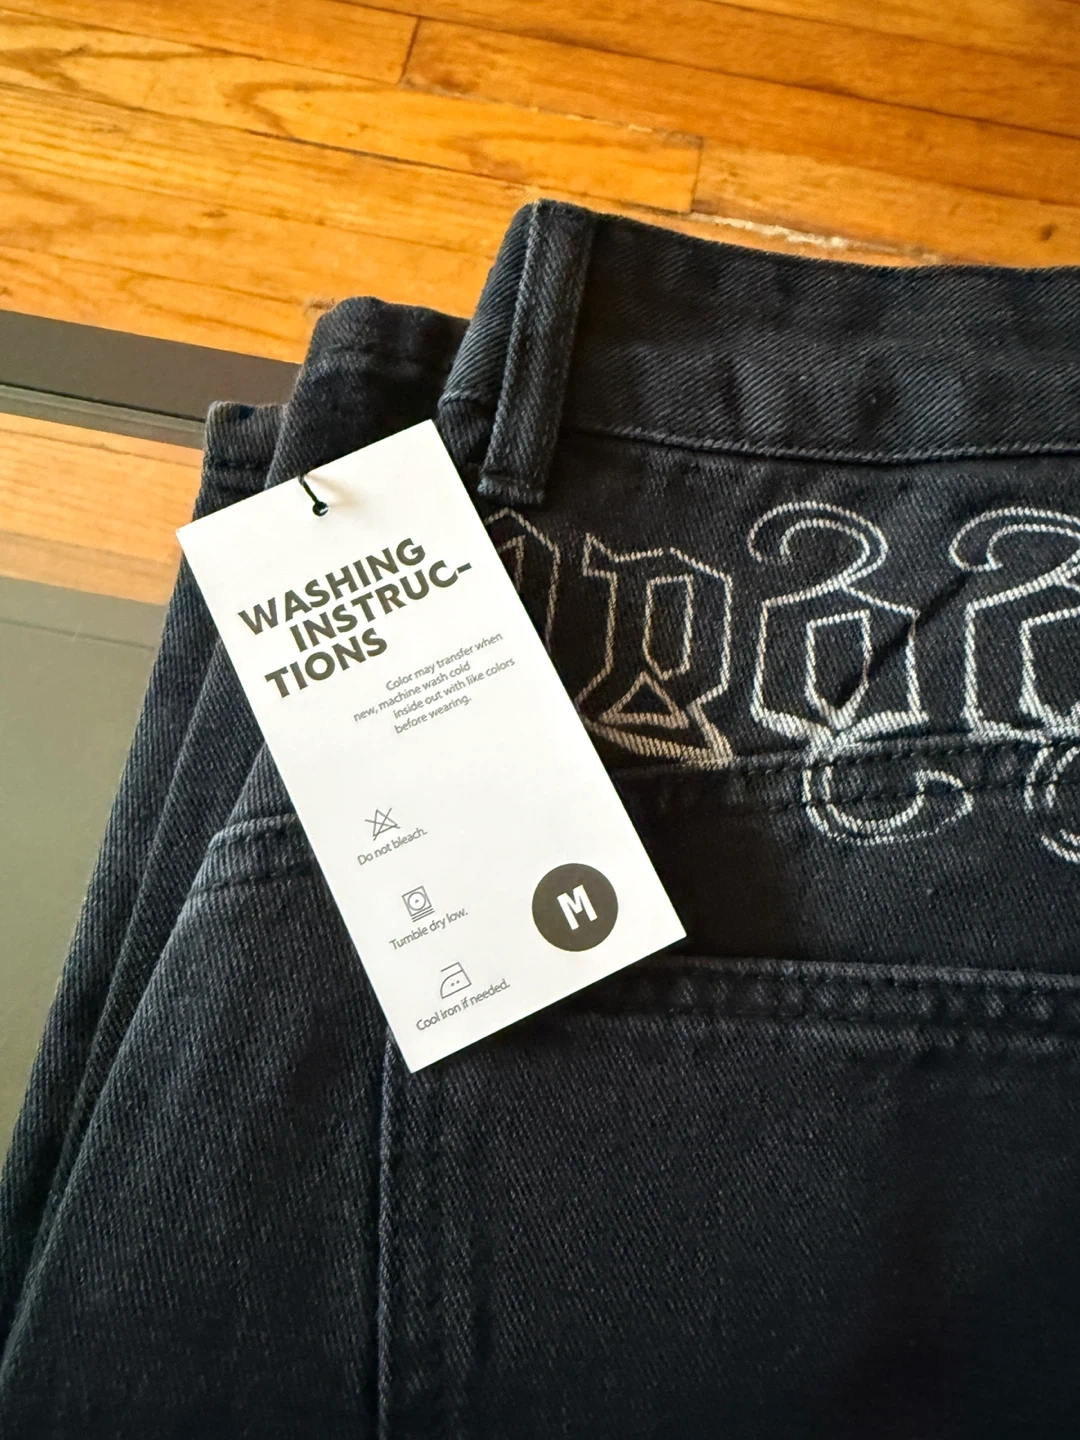 WASHING
INSTRUC-
TIONS
Color may transfer when
new, machine wash cold
inside out with like colors
before wearing.
Do not bleach.
Tumble dry low.
M
Cool iron if needed.